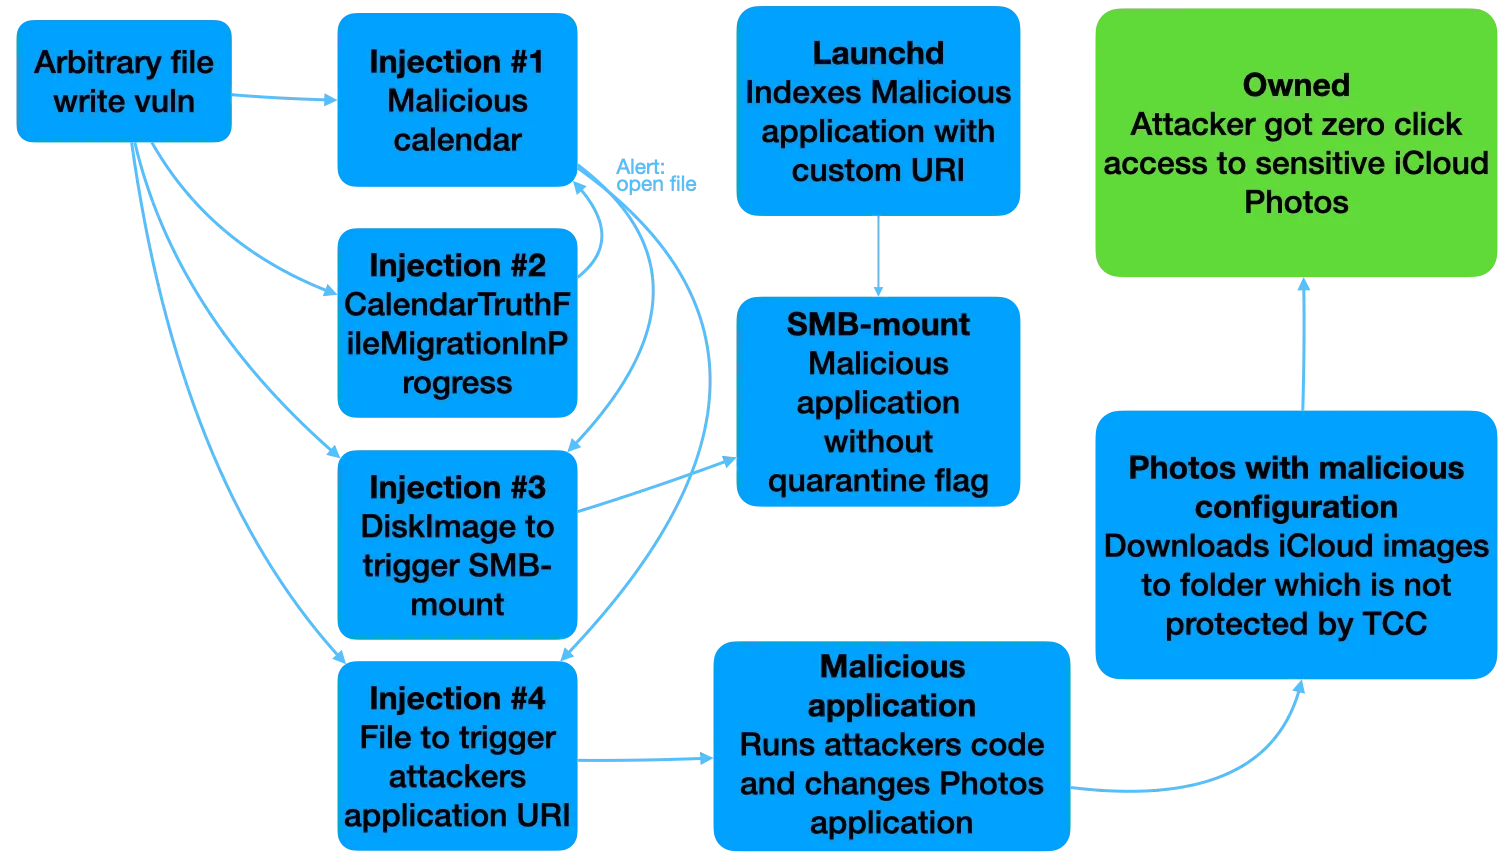 Arbitrary file
write vuln
Injection #1
Malicious
calendar
Alert:
open file
Injection #2
CalendarTruthF
ileMigrationInP
rogress
Injection #3
DiskImage to
trigger SMB-
mount
Injection #4
File to trigger
attackers
application URI
Launchd
Indexes Malicious
application with
custom URI
SMB-mount
Malicious
application
without
quarantine flag
Malicious
application
Runs attackers code
and changes Photos
application
Photos with malicious
configuration
Downloads iCloud images
to folder which is not
protected by TCC
Owned
Attacker got zero click
access to sensitive iCloud
Photos